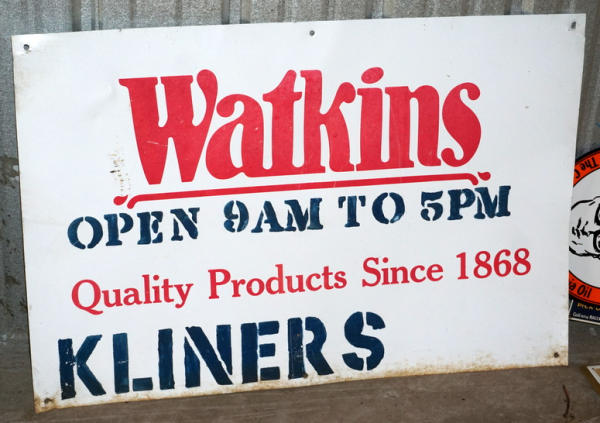 Watkins
OPEN 9AM TO 5PM
Quality Products Since 1868
KLINERS